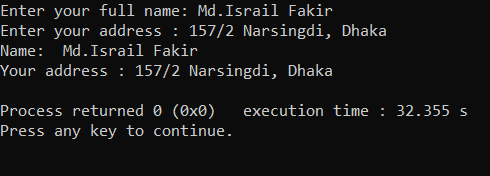 Enter your full name: Md.Israil Fakir
Enter your address : 157/2 Narsingdi, Dhaka
Name:  Md.Israil Fakir
Your address : 157/2 Narsingdi, Dhaka
Process returned 0 (0x0)   execution time : 32.355 s
Press any key to continue.